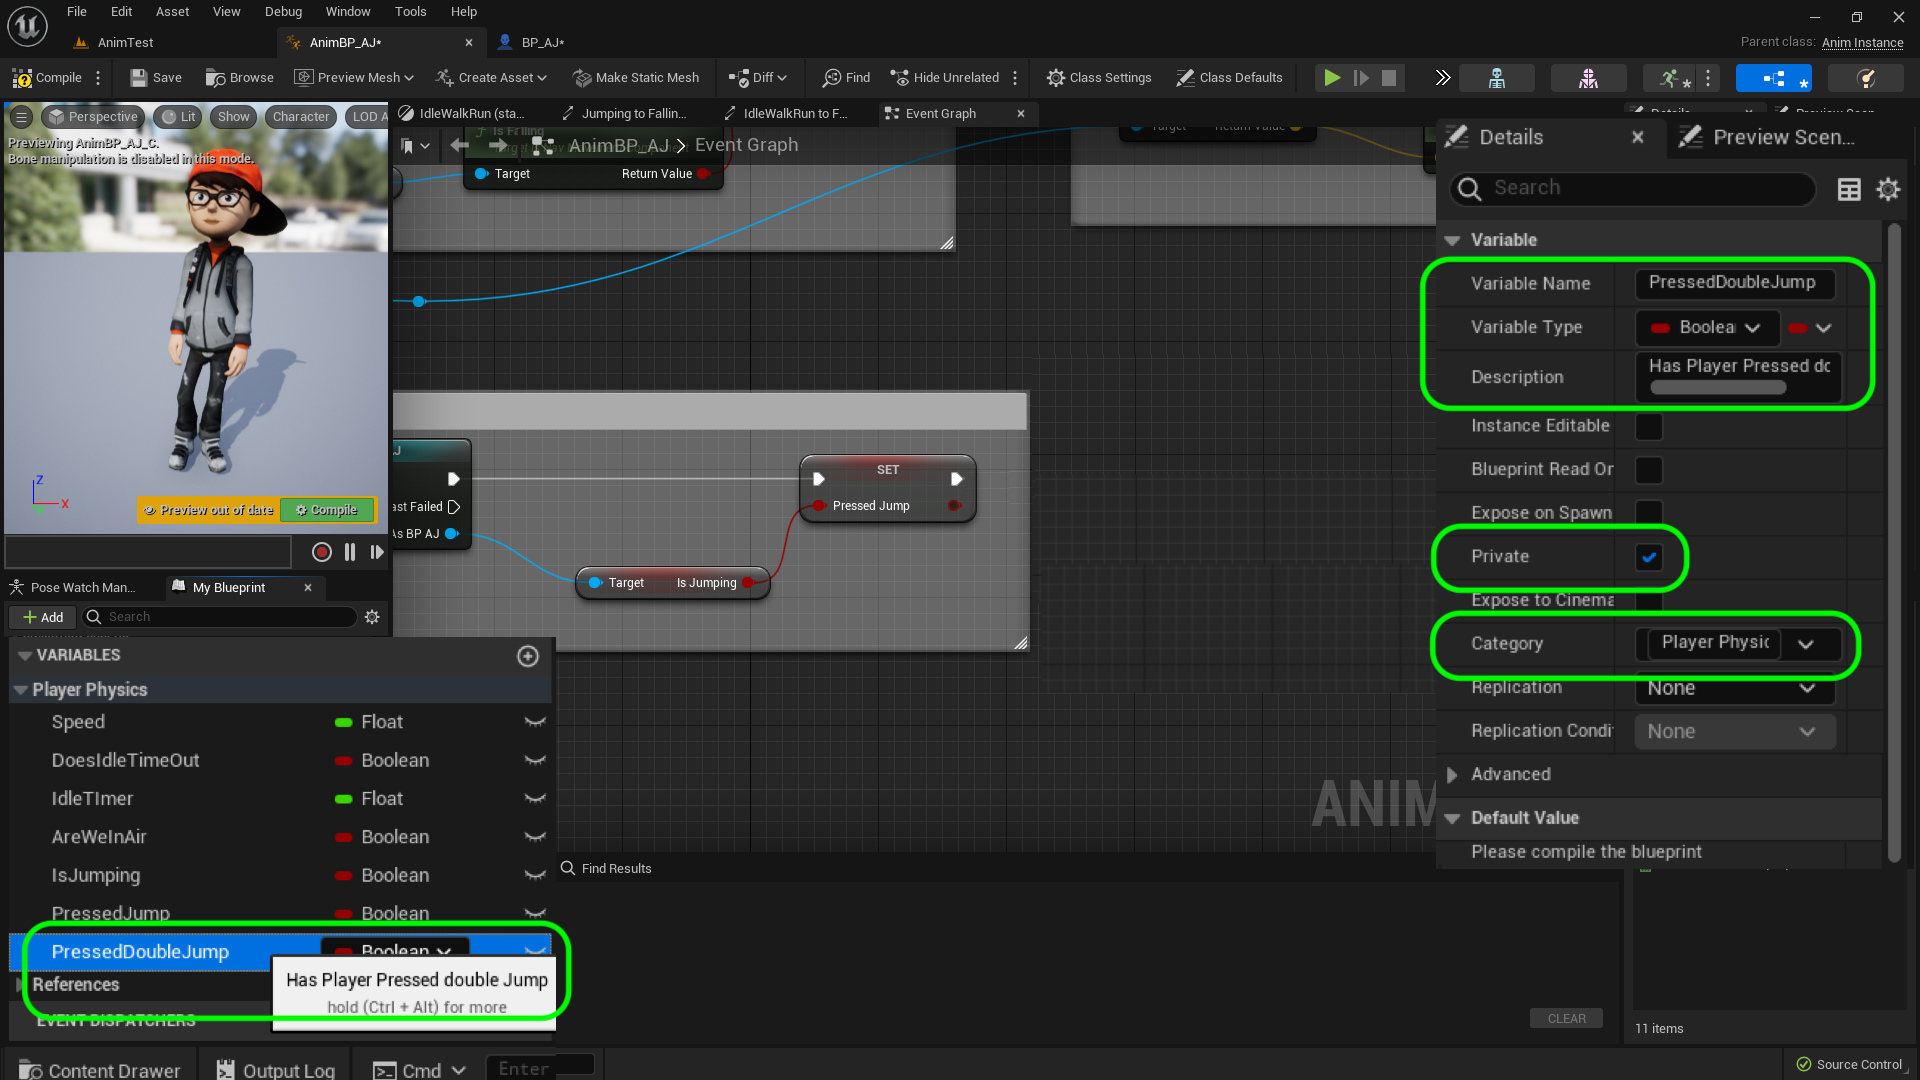 File Edit Asset View Debug Window Tools Help
AnimTest
AnimBP_AJ*
BP_AJ*
Parent class: Anim Instance
Compile
Save
Browse
Preview Mesh
Create Asset
Make Static Mesh
Diff
Find
Hide Unrelated
Class Settings
Class Defaults
Perspective
Lit
Show
Character
LOD A
IdleWalkRun (sta...
Jumping to Fallin...
IdleWalkRun to F...
Event Graph
Previewing AnimBP_AJ_C.
Bone manipulation is disabled in this mode.
AnimBP_AJ > Event Graph
Is Falling
Target
Return Value
Target
Return Value
Details
Preview Scen...
Search
Variable
Variable Name
PressedDoubleJump
Variable Type
Boolea
Description
Has Player Pressed do
Instance Editable
Blueprint Read Or
Expose on Spawn
Private
Expose to Cinema
Category
Player Physic
Replication
None
Replication Condi
None
Advanced
Default Value
Please compile the blueprint
AJ
ast Failed
As BP AJ
SET
Pressed Jump
Target
Is Jumping
Z
X
Y
Preview out of date
Compile
Pose Watch Man...
My Blueprint
Add
Search
VARIABLES
Player Physics
Speed Float
DoesIdleTimeOut Boolean
IdleTImer Float
AreWeInAir Boolean
IsJumping Boolean
PressedJump Boolean
PressedDoubleJump Boolean
Has Player Pressed double Jump
hold (Ctrl + Alt) for more
References
EVENT DISPATCHERS
ANIM
Find Results
CLEAR
11 items
Content Drawer
Output Log
Cmd
Enter
Source Control